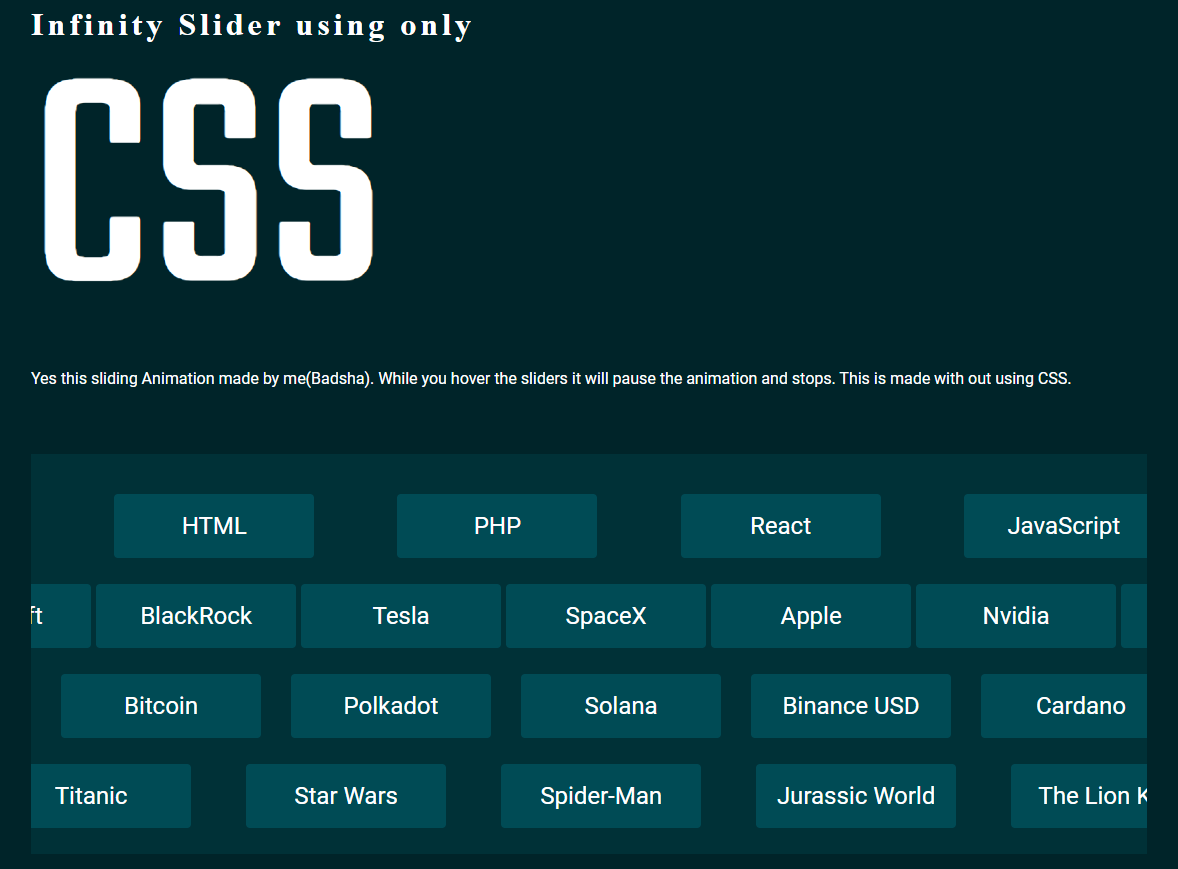 Infinity Slider using only
CSS
Yes this sliding Animation made by me(Badsha). While you hover the sliders it will pause the animation and stops. This is made with out using CSS.
HTML PHP React JavaScript
ft BlackRock Tesla SpaceX Apple Nvidia
Bitcoin Polkadot Solana Binance USD Cardano
Titanic Star Wars Spider-Man Jurassic World The Lion K